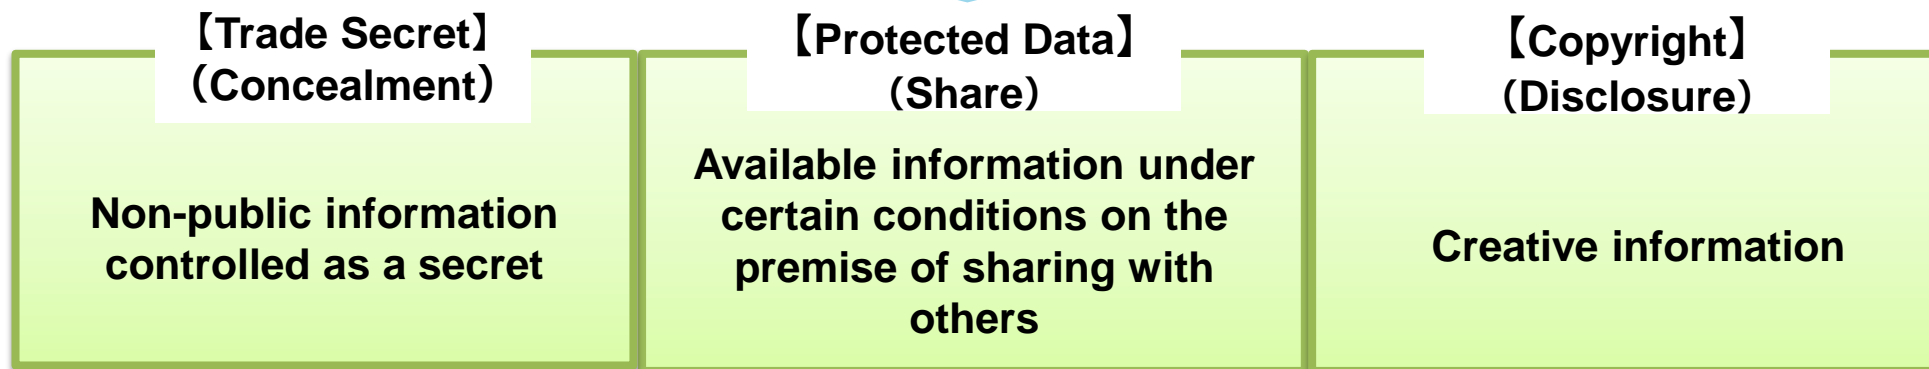 【Trade Secret】
（Concealment）
Non-public information
controlled as a secret
【Protected Data】
（Share）
Available information under
certain conditions on the
premise of sharing with
others
【Copyright】
（Disclosure）
Creative information